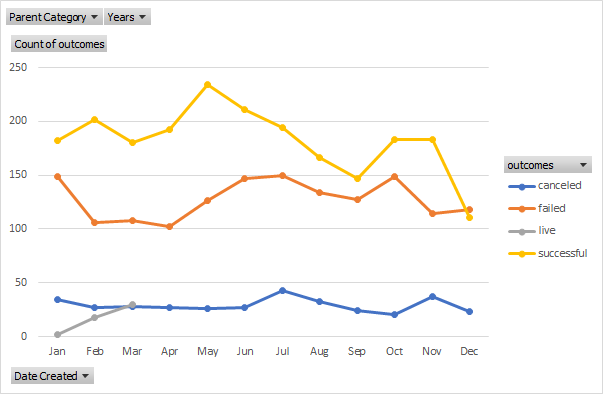 Parent Category Years
Count of outcomes
250
200
150
100
50
0
Jan Feb Mar Apr May Jun Jul Aug Sep Oct Nov Dec
outcomes
canceled
failed
live
successful
Date Created